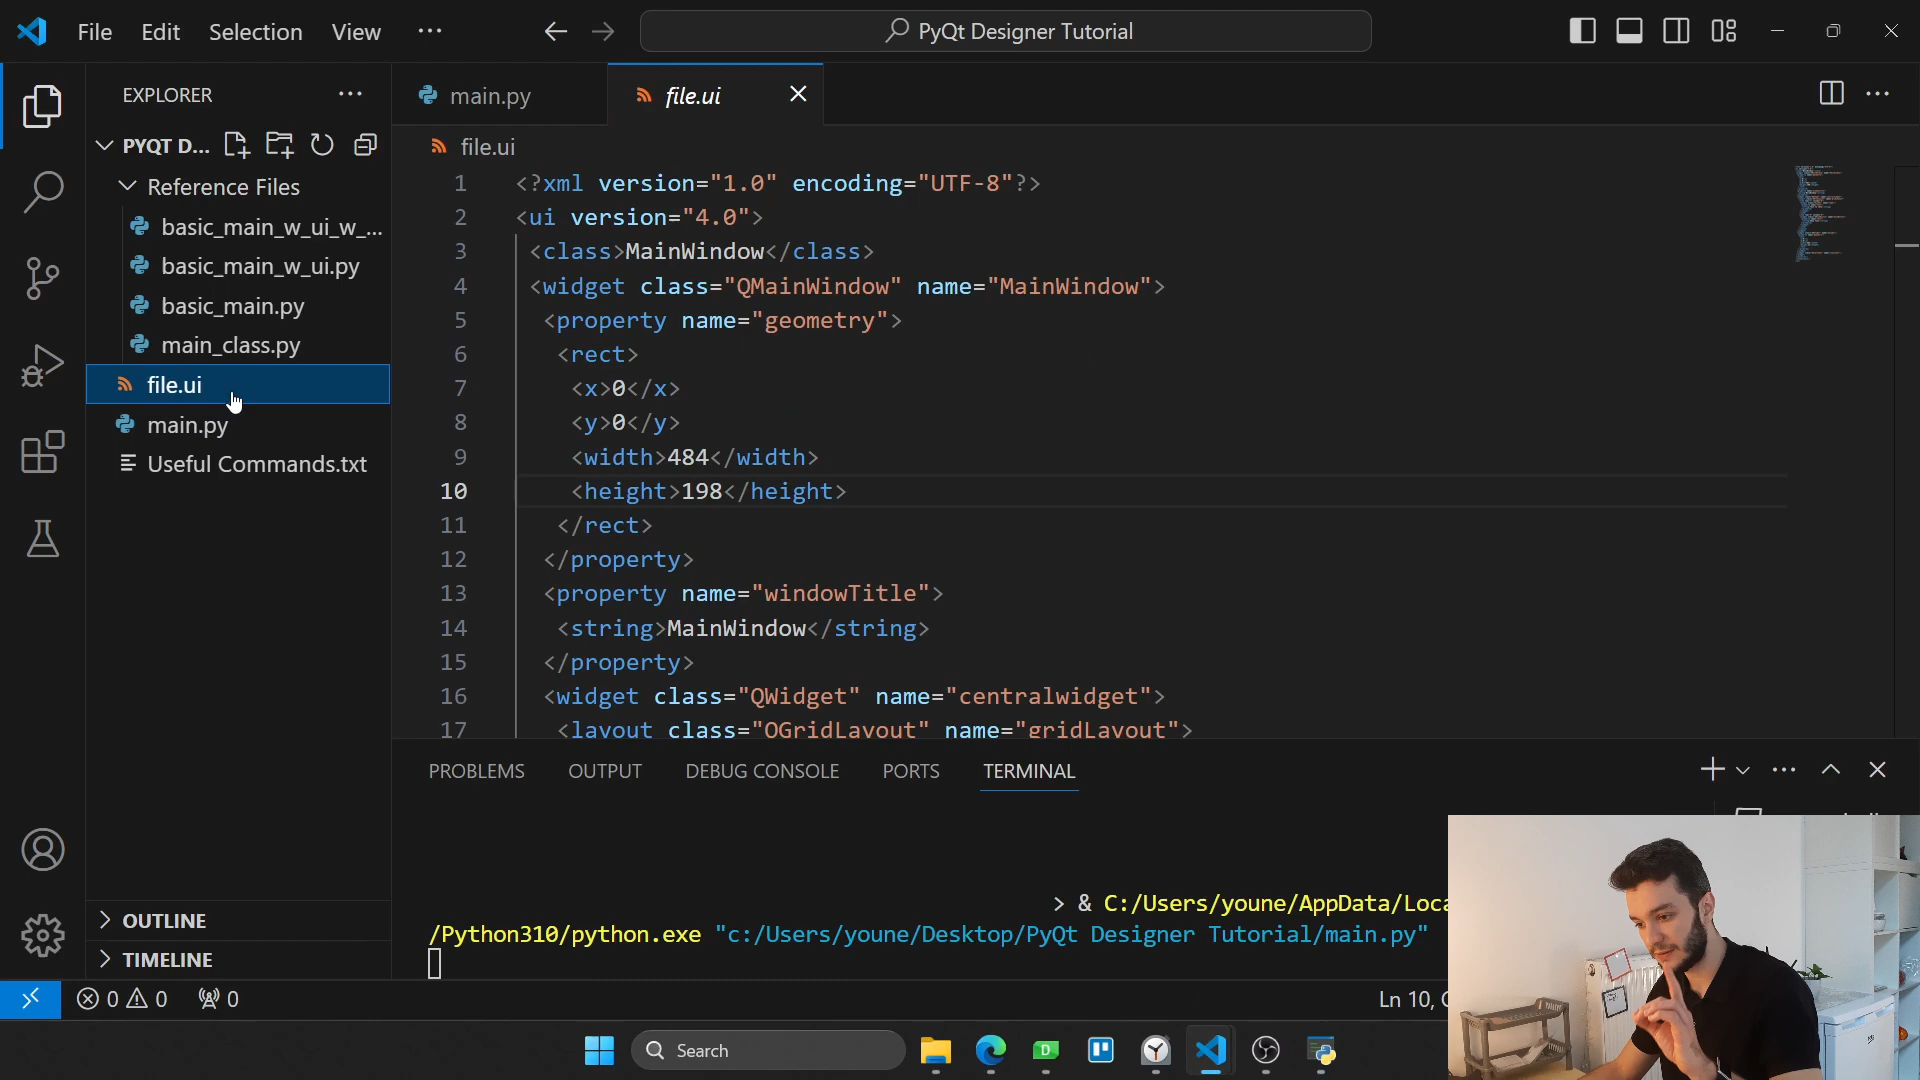 File Edit Selection View ··· PyQt Designer Tutorial
EXPLORER
PYQT D...
Reference Files
basic_main_w_ui_w_...
basic_main_w_ui.py
basic_main.py
main_class.py
file.ui
main.py
Useful Commands.txt
OUTLINE
TIMELINE
main.py file.ui
file.ui
1 <?xml version="1.0" encoding="UTF-8"?>
2 <ui version="4.0">
3 <class>MainWindow</class>
4 <widget class="QMainWindow" name="MainWindow">
5 <property name="geometry">
6 <rect>
7 <x>0</x>
8 <y>0</y>
9 <width>484</width>
10 <height>198</height>
11 </rect>
12 </property>
13 <property name="windowTitle">
14 <string>MainWindow</string>
15 </property>
16 <widget class="QWidget" name="centralwidget">
17 <layout class="QGridLayout" name="gridLayout">
PROBLEMS OUTPUT DEBUG CONSOLE PORTS TERMINAL
> & C:/Users/youne/AppData/Loca
/Python310/python.exe "c:/Users/youne/Desktop/PyQt Designer Tutorial/main.py"
0 0 0
Ln 10,
Search